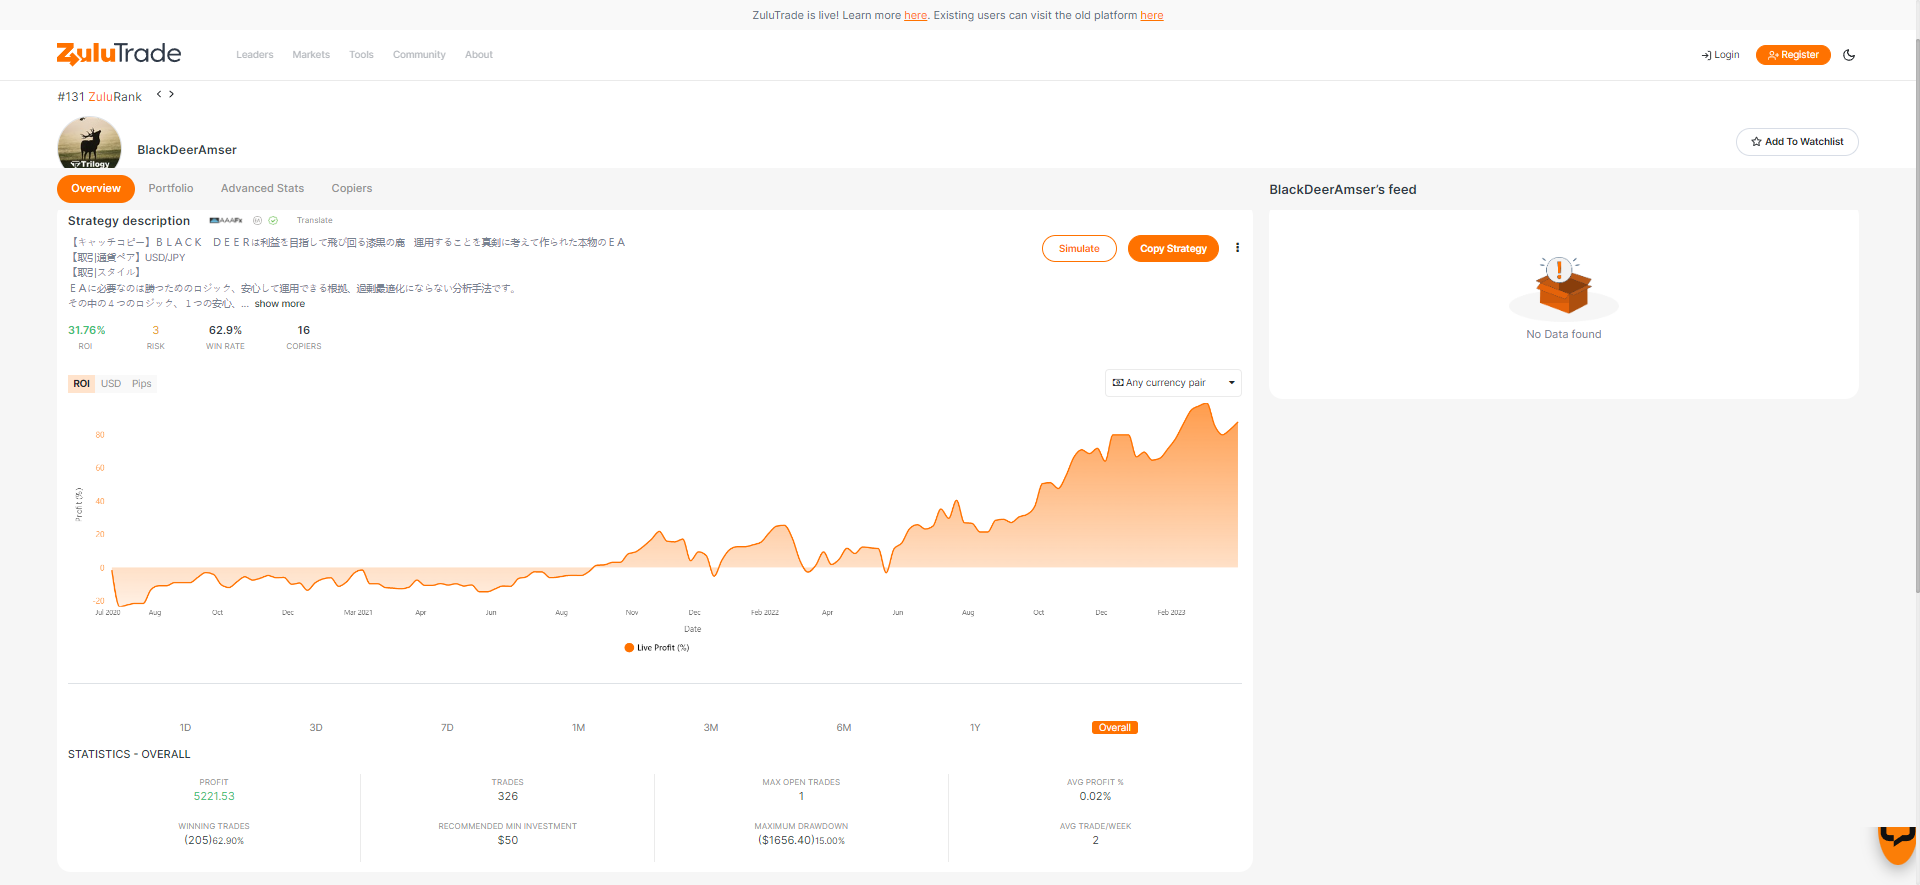 ZuluTrade is live! Learn more here. Existing users can visit the old platform here
ZuluTrade
Leaders Markets Tools Community About
Login Register
#131 ZuluRank
Trilogy
BlackDeerAmser
Add To Watchlist
Overview Portfolio Advanced Stats Copiers
BlackDeerAmser's feed
Strategy description AAAFx Translate
【キャッチコピー】ＢＬＡＣＫ　ＤＥＥＲは利益を目指して飛び回る漆黒の鹿　運用することを真剣に考えて作られた本物のＥＡ
【取引通貨ペア】USD/JPY
【取引スタイル】
ＥＡに必要なのは勝つためのロジック、安心して運用できる根拠、過剰最適化にならない分析手法です。
その中の４つのロジック、１つの安心、... show more
Simulate Copy Strategy
No Data found
31.76% 3 62.9% 16
ROI RISK WIN RATE COPIERS
ROI USD Pips
Any currency pair
80
60
40
20
0
-20
Profit (%)
Jul 2020 Aug Oct Dec Mar 2021 Apr Jun Aug Nov Dec Feb 2022 Apr Jun Aug Oct Dec Feb 2023
Date
Live Profit (%)
1D 3D 7D 1M 3M 6M 1Y Overall
STATISTICS - OVERALL
PROFIT TRADES MAX OPEN TRADES AVG PROFIT %
5221.53 326 1 0.02%
WINNING TRADES RECOMMENDED MIN INVESTMENT MAXIMUM DRAWDOWN AVG TRADE/WEEK
(205)62.90% $50 ($1656.40)15.00% 2